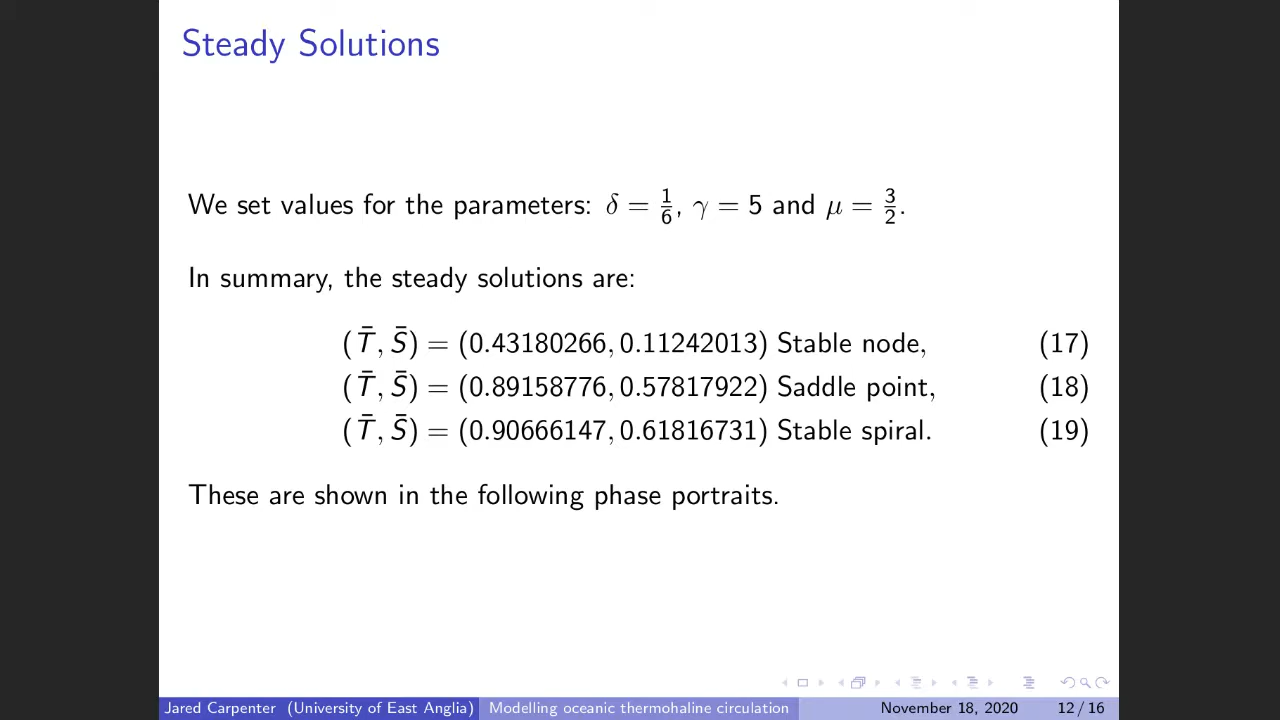 Steady Solutions
We set values for the parameters: δ = 1/6, γ = 5 and μ = 3/2.
In summary, the steady solutions are:
(T̄, S̄) = (0.43180266, 0.11242013) Stable node, (17)
(T̄, S̄) = (0.89158776, 0.57817922) Saddle point, (18)
(T̄, S̄) = (0.90666147, 0.61816731) Stable spiral. (19)
These are shown in the following phase portraits.
Jared Carpenter (University of East Anglia) Modelling oceanic thermohaline circulation November 18, 2020 12 / 16